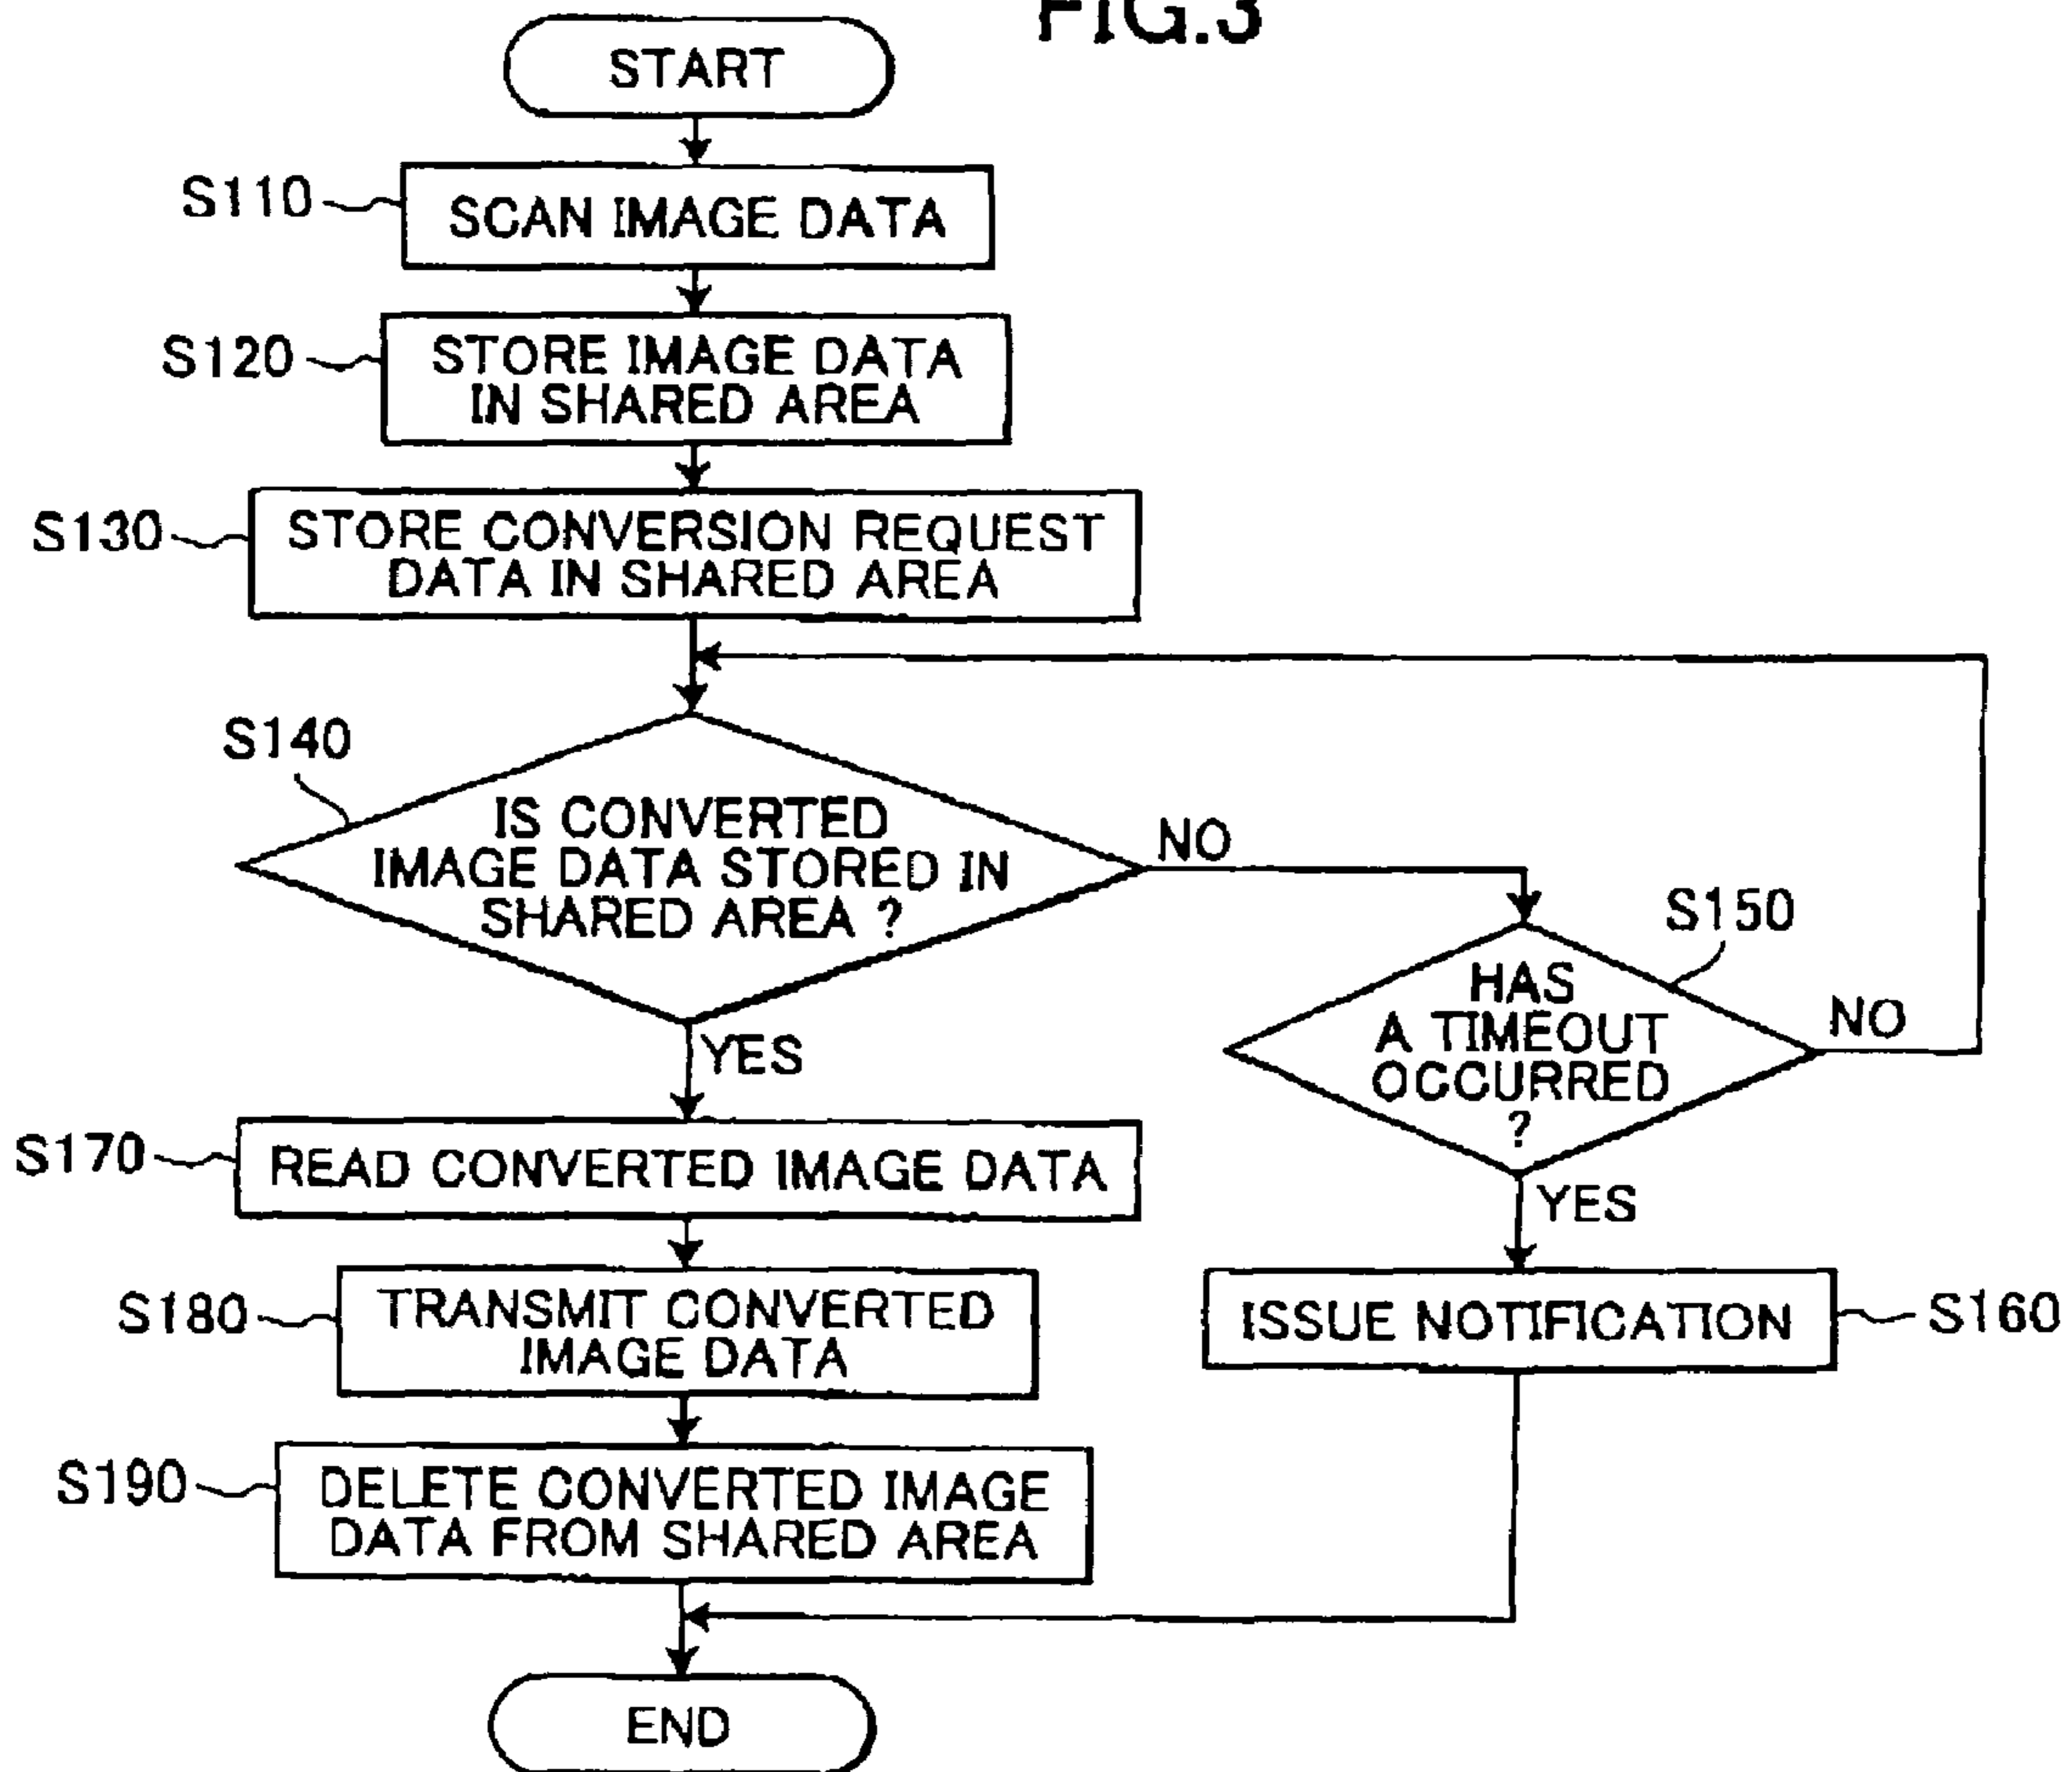 FIG.3
START
S110
SCAN IMAGE DATA
S120
STORE IMAGE DATA
IN SHARED AREA
S130
STORE CONVERSION REQUEST
DATA IN SHARED AREA
S140
IS CONVERTED
IMAGE DATA STORED IN
SHARED AREA ?
NO
S150
HAS
A TIMEOUT
OCCURRED
?
NO
YES
YES
S170
READ CONVERTED IMAGE DATA
S180
TRANSMIT CONVERTED
IMAGE DATA
ISSUE NOTIFICATION
S160
S190
DELETE CONVERTED IMAGE
DATA FROM SHARED AREA
END